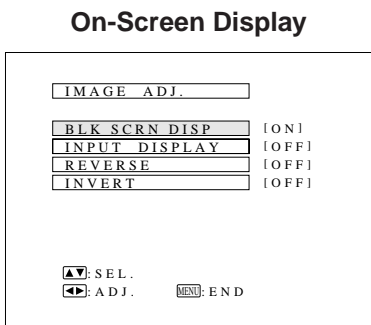 On-Screen Display
IMAGE ADJ.
BLK SCRN DISP [ON]
INPUT DISPLAY [OFF]
REVERSE [OFF]
INVERT [OFF]
▲▼:SEL.
◀▶:ADJ. MENU:END